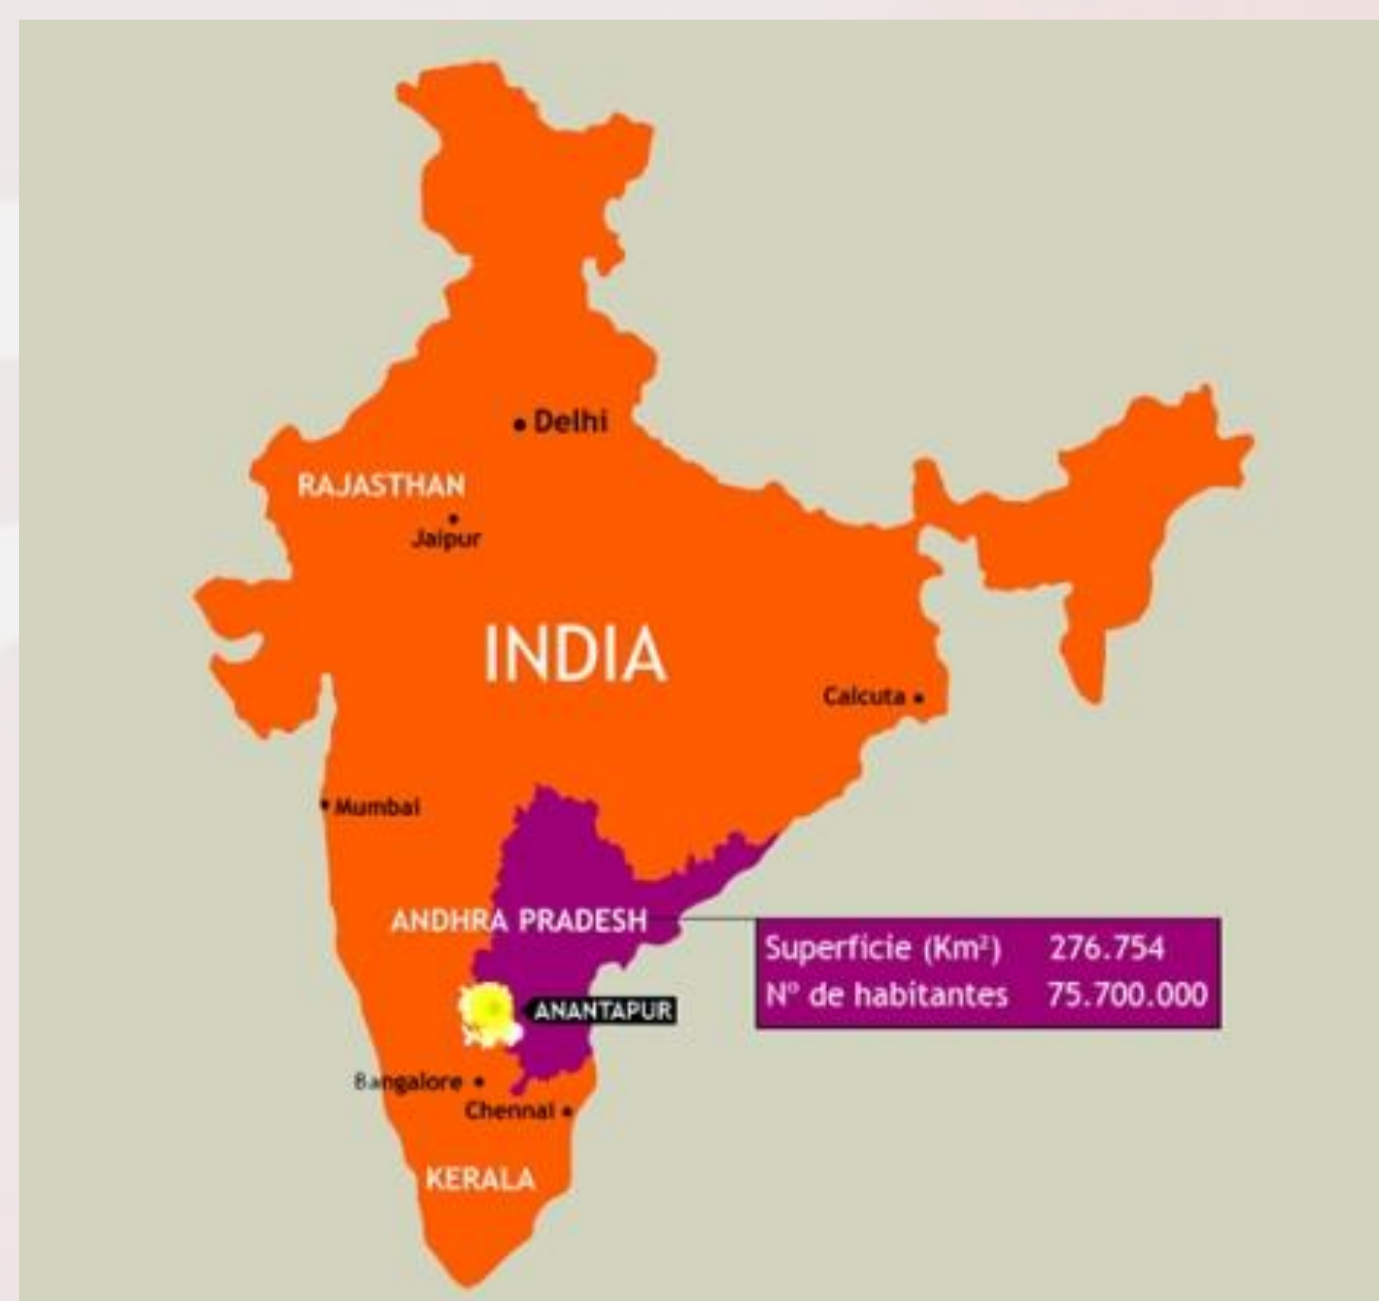 Delhi
RAJASTHAN
Jaipur
INDIA
Calcuta
Mumbai
ANDHRA PRADESH
Superficie (Km²) 276.754
Nº de habitantes 75.700.000
ANANTAPUR
Bangalore
Chennai
KERALA